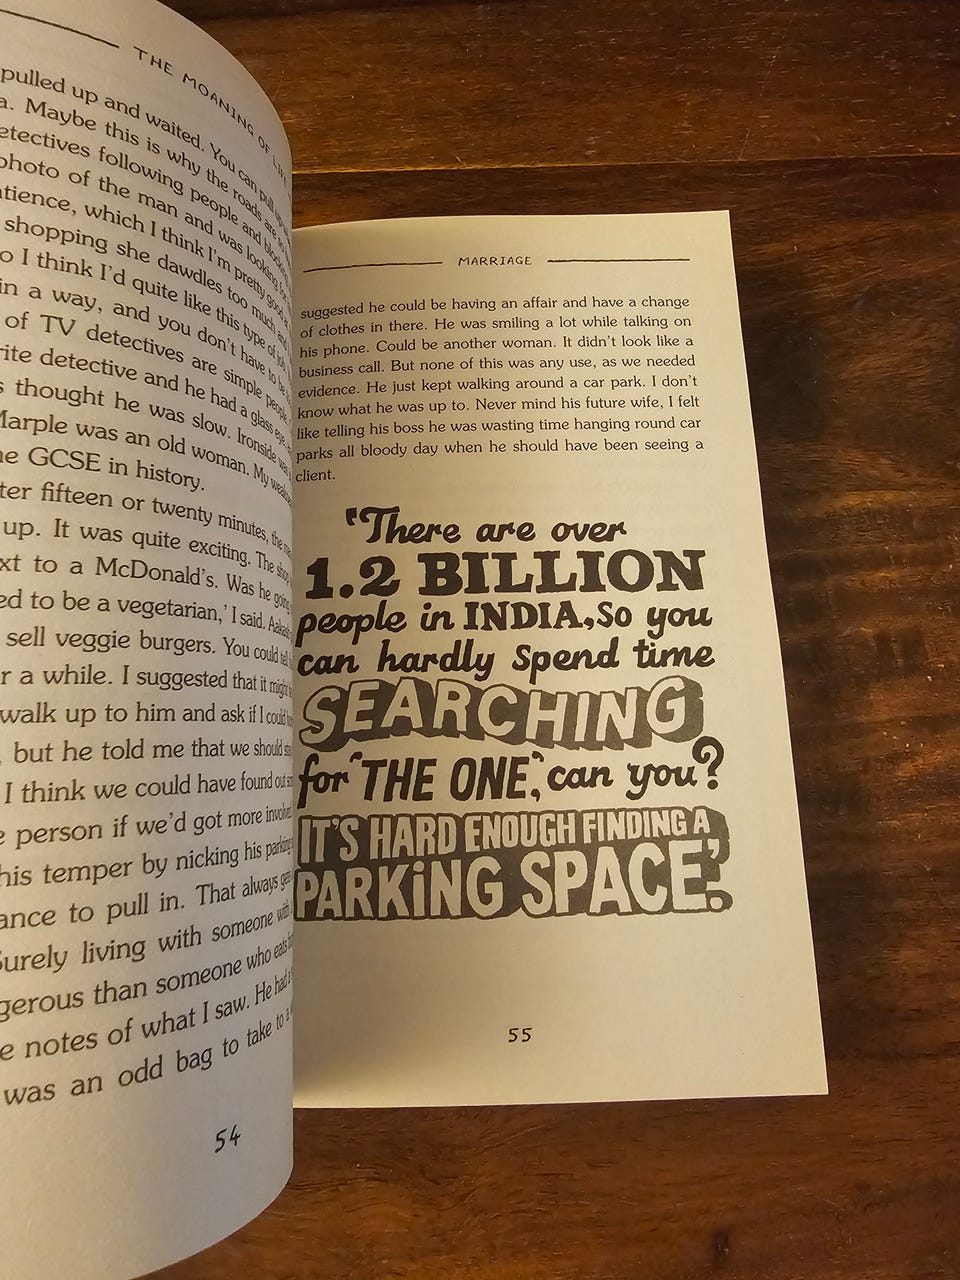 THE MOANING OF LIFE
pulled up and waited. You can pull up
a. Maybe this is why the roads are so
etectives following people and blocking
photo of the man and was looking for
atience, which I think I'm pretty good
shopping she dawdles too much and
o I think I'd quite like this type of job. I
in a way, and you don't have to be
of TV detectives are simple people.
rite detective and he had a glass eye,
s thought he was slow. Ironside was
Marple was an old woman. My
ne GCSE in history.
ter fifteen or twenty minutes, the
up. It was quite exciting. The shop
xt to a McDonald's. Was he going
ed to be a vegetarian,' I said.
sell veggie burgers. You could tell
r a while. I suggested that it might
walk up to him and ask if I could
, but he told me that we should
I think we could have found out
e person if we'd got more involved
his temper by nicking his parking
ance to pull in. That always gets
Surely living with someone with
gerous than someone who eats
e notes of what I saw. He had a
was an odd bag to take to a
54
MARRIAGE
suggested he could be having an affair and have a change
of clothes in there. He was smiling a lot while talking on
his phone. Could be another woman. It didn't look like a
business call. But none of this was any use, as we needed
evidence. He just kept walking around a car park. I don't
know what he was up to. Never mind his future wife, I felt
like telling his boss he was wasting time hanging round car
parks all bloody day when he should have been seeing a
client.
'There are over
1.2 BILLION
people in INDIA, so you
can hardly spend time
SEARCHING
for "THE ONE", can you?
IT'S HARD ENOUGH FINDING A
PARKING SPACE.'
55